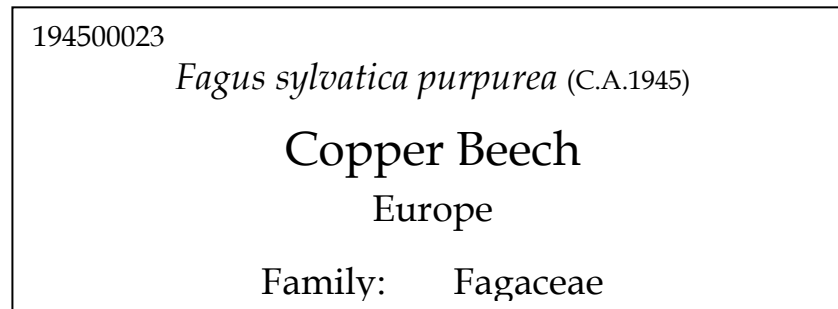 194500023
Fagus sylvatica purpurea (C.A.1945)
Copper Beech
Europe
Family: Fagaceae